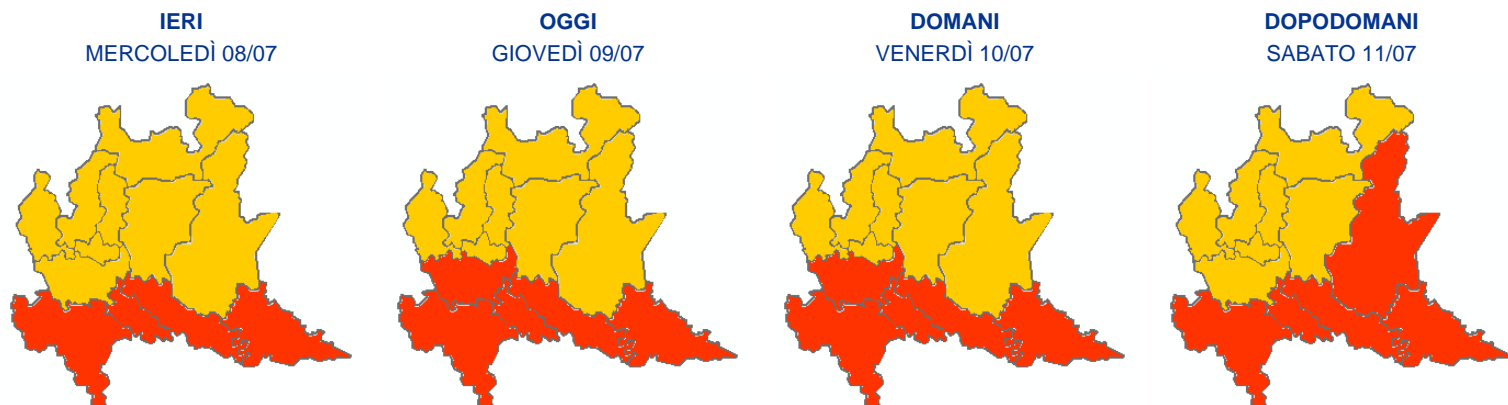 IERI
MERCOLEDÌ 08/07
OGGI
GIOVEDÌ 09/07
DOMANI
VENERDÌ 10/07
DOPODOMANI
SABATO 11/07